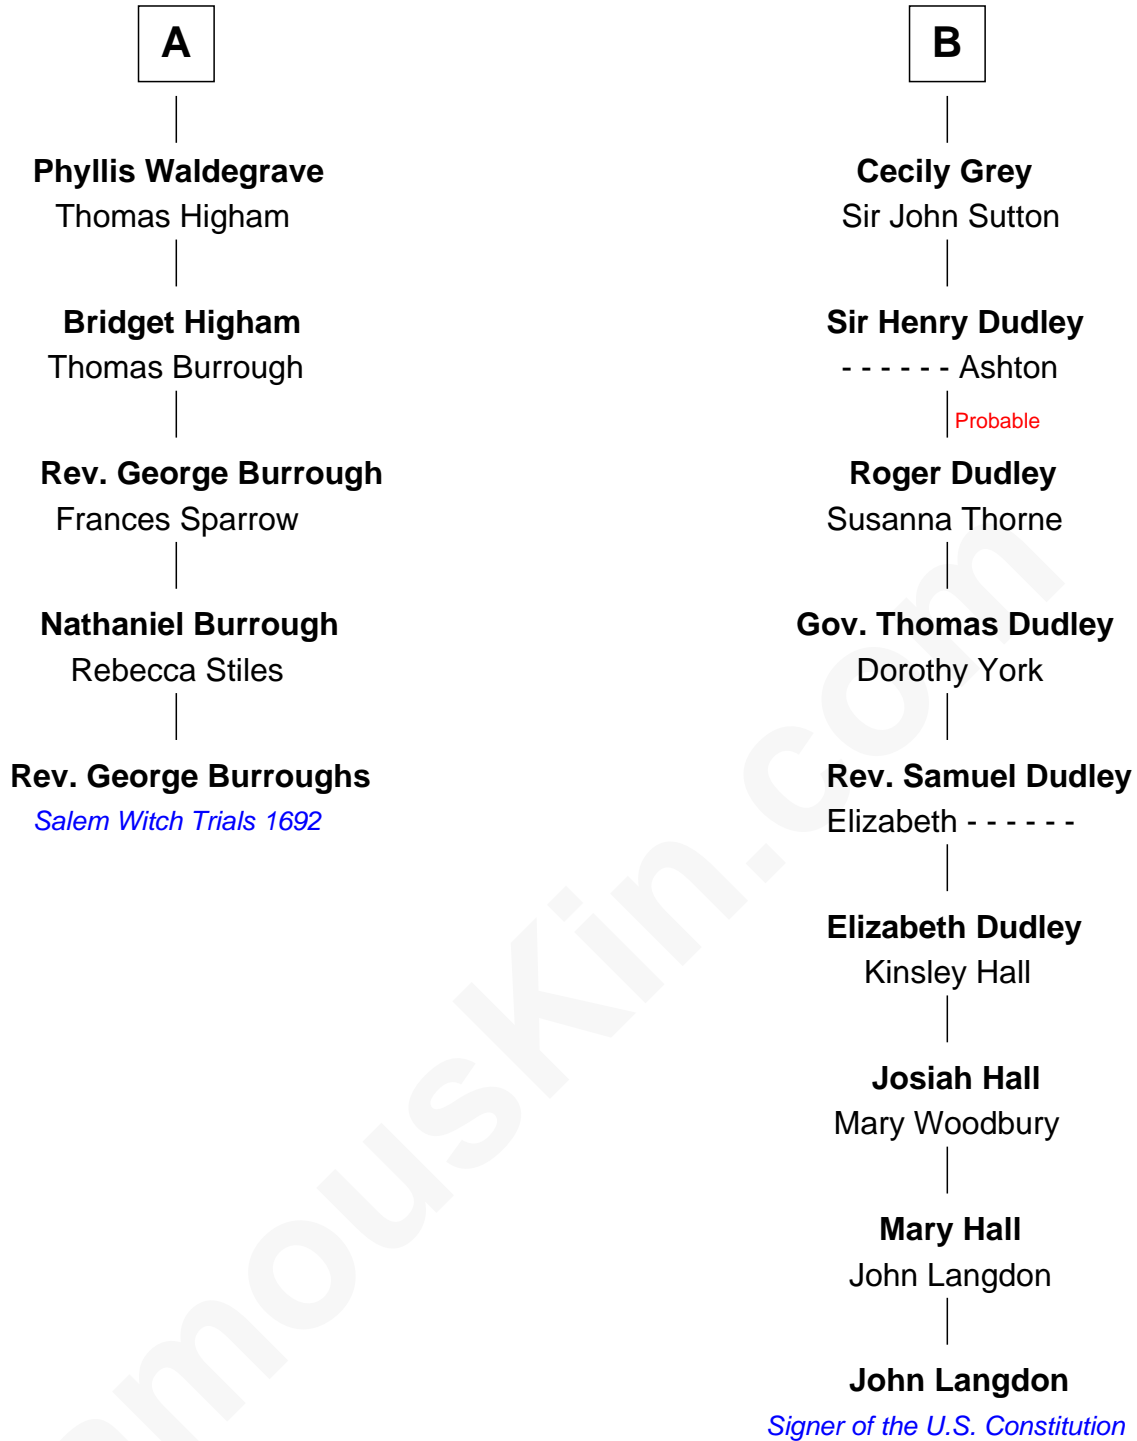 A
Phyllis Waldegrave
Thomas Higham
Bridget Higham
Thomas Burrough
Rev. George Burrough
Frances Sparrow
Nathaniel Burrough
Rebecca Stiles
Rev. George Burroughs
Salem Witch Trials 1692
B
Cecily Grey
Sir John Sutton
Sir Henry Dudley
- - - - - - Ashton
Probable
Roger Dudley
Susanna Thorne
Gov. Thomas Dudley
Dorothy York
Rev. Samuel Dudley
Elizabeth - - - - - -
Elizabeth Dudley
Kinsley Hall
Josiah Hall
Mary Woodbury
Mary Hall
John Langdon
John Langdon
Signer of the U.S. Constitution
amouskin.com